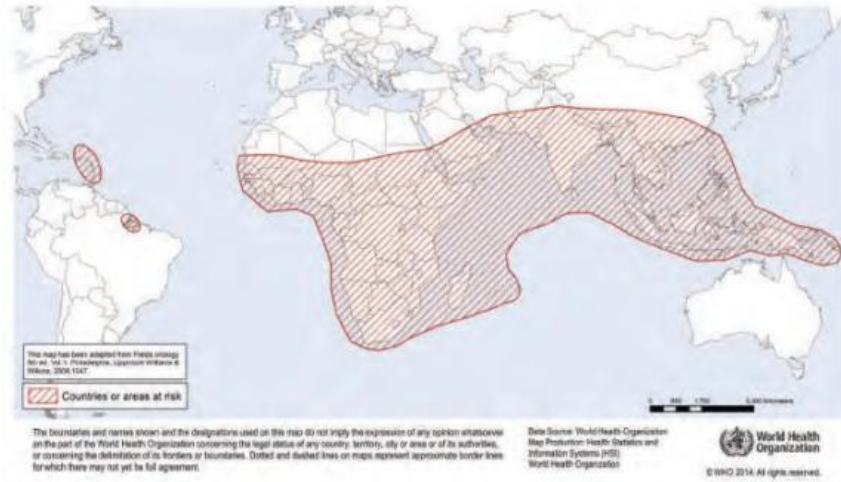 This map has been adapted from Fields virology
Philadelphia, Lippincott Williams &
Wilkins,
Countries or areas at risk
The boundaries and names shown and the designations used on this map do not imply the expression of any opinion whatsoever
on the part of the World Health Organization concerning the legal status of any country, territory, city or area or of its authorities,
or concerning the delimitation of its frontiers or boundaries. Dotted and dashed lines on maps represent approximate border lines
for which there may not yet be full agreement.
Data Source: World Health Organization
Map Production: Health Statistics and
Information Systems (HSI)
World Health Organization
World Health
Organization
© WHO 2014. All rights reserved.